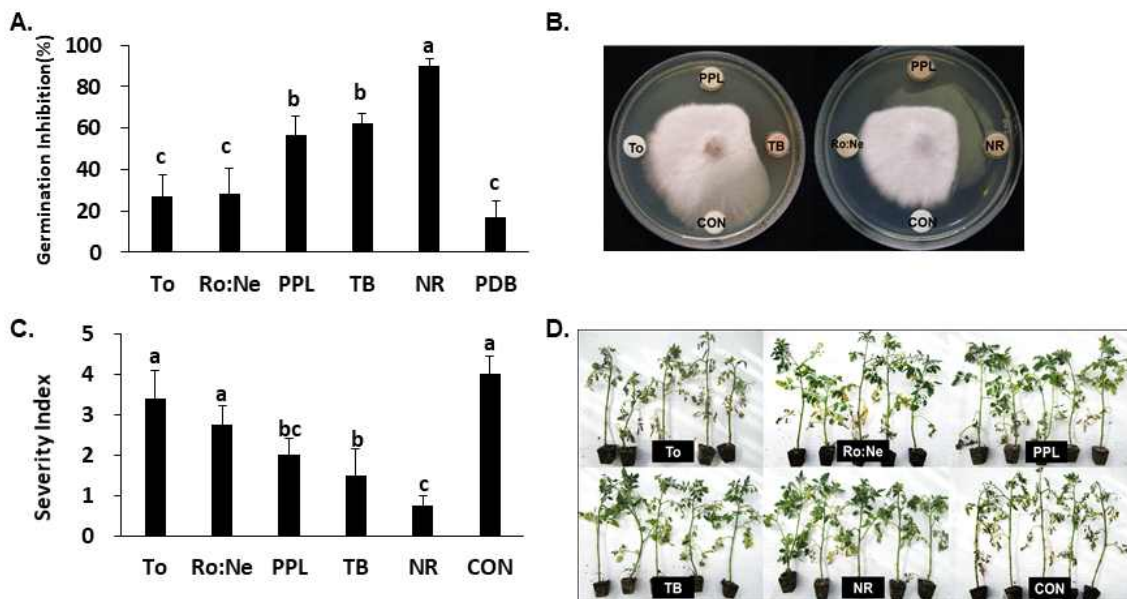 A.
Germination Inhibition(%)
100
80
60
40
20
0
c
c
b
b
a
c
To Ro:Ne PPL TB NR PDB
B.
PPL
To
TB
CON
PPL
Ro:Ne
NR
CON
C.
Severity Index
5
4
3
2
1
0
a
a
bc
b
c
a
To Ro:Ne PPL TB NR CON
D.
To Ro:Ne PPL
TB NR CON